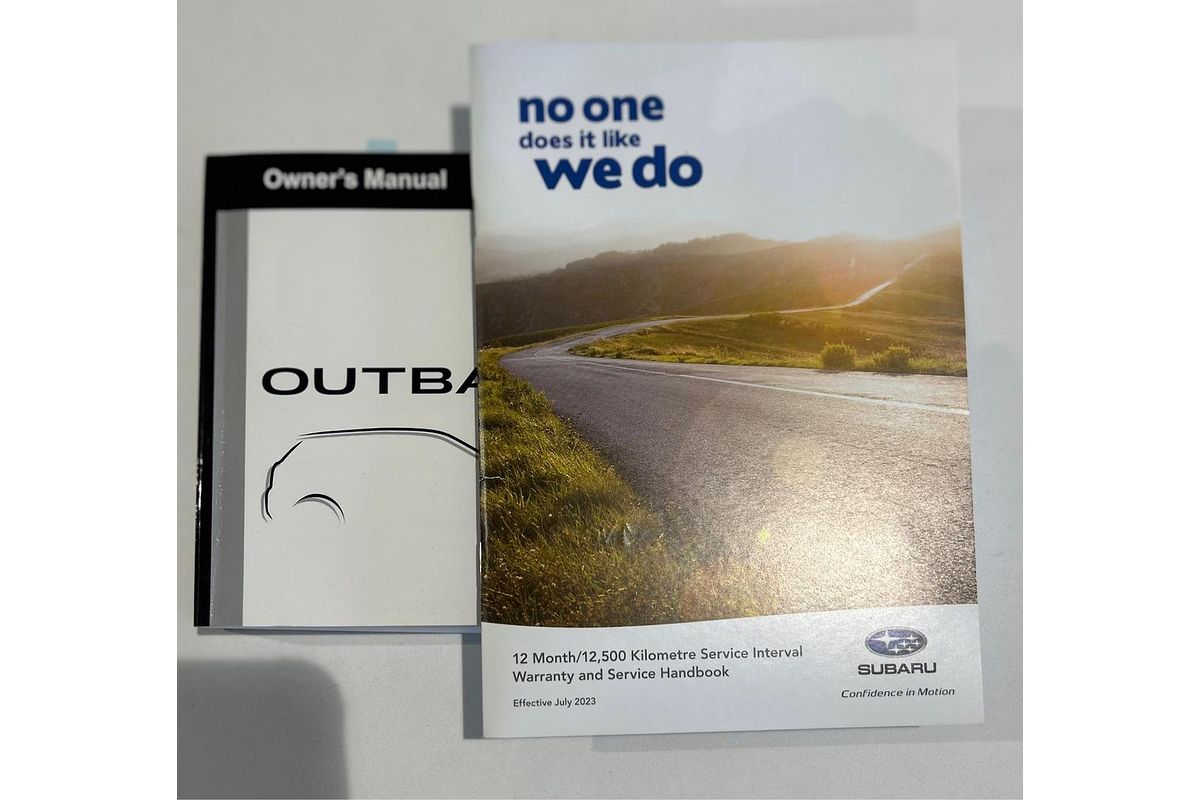 Owner's Manual
OUTBA
no one
does it like
we do
12 Month/12,500 Kilometre Service Interval
Warranty and Service Handbook
Effective July 2023
SUBARU
Confidence in Motion